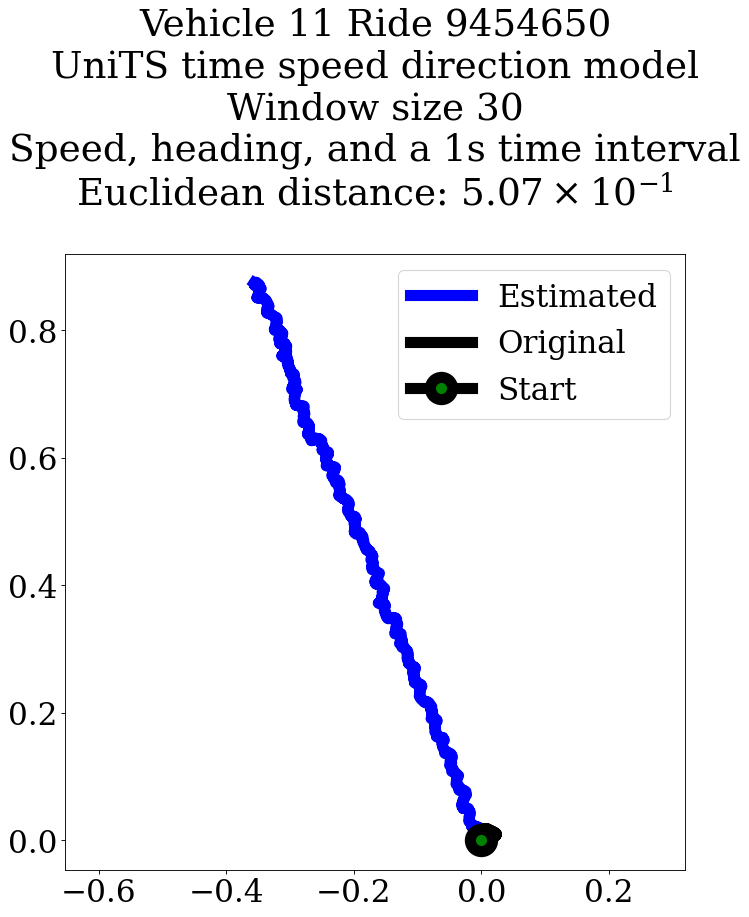 Vehicle 11 Ride 9454650
UniTS time speed direction model
Window size 30
Speed, heading, and a 1s time interval
Euclidean distance: 5.07 × 10⁻¹
Estimated
Original
Start
0.8
0.6
0.4
0.2
0.0
−0.6 −0.4 −0.2 0.0 0.2